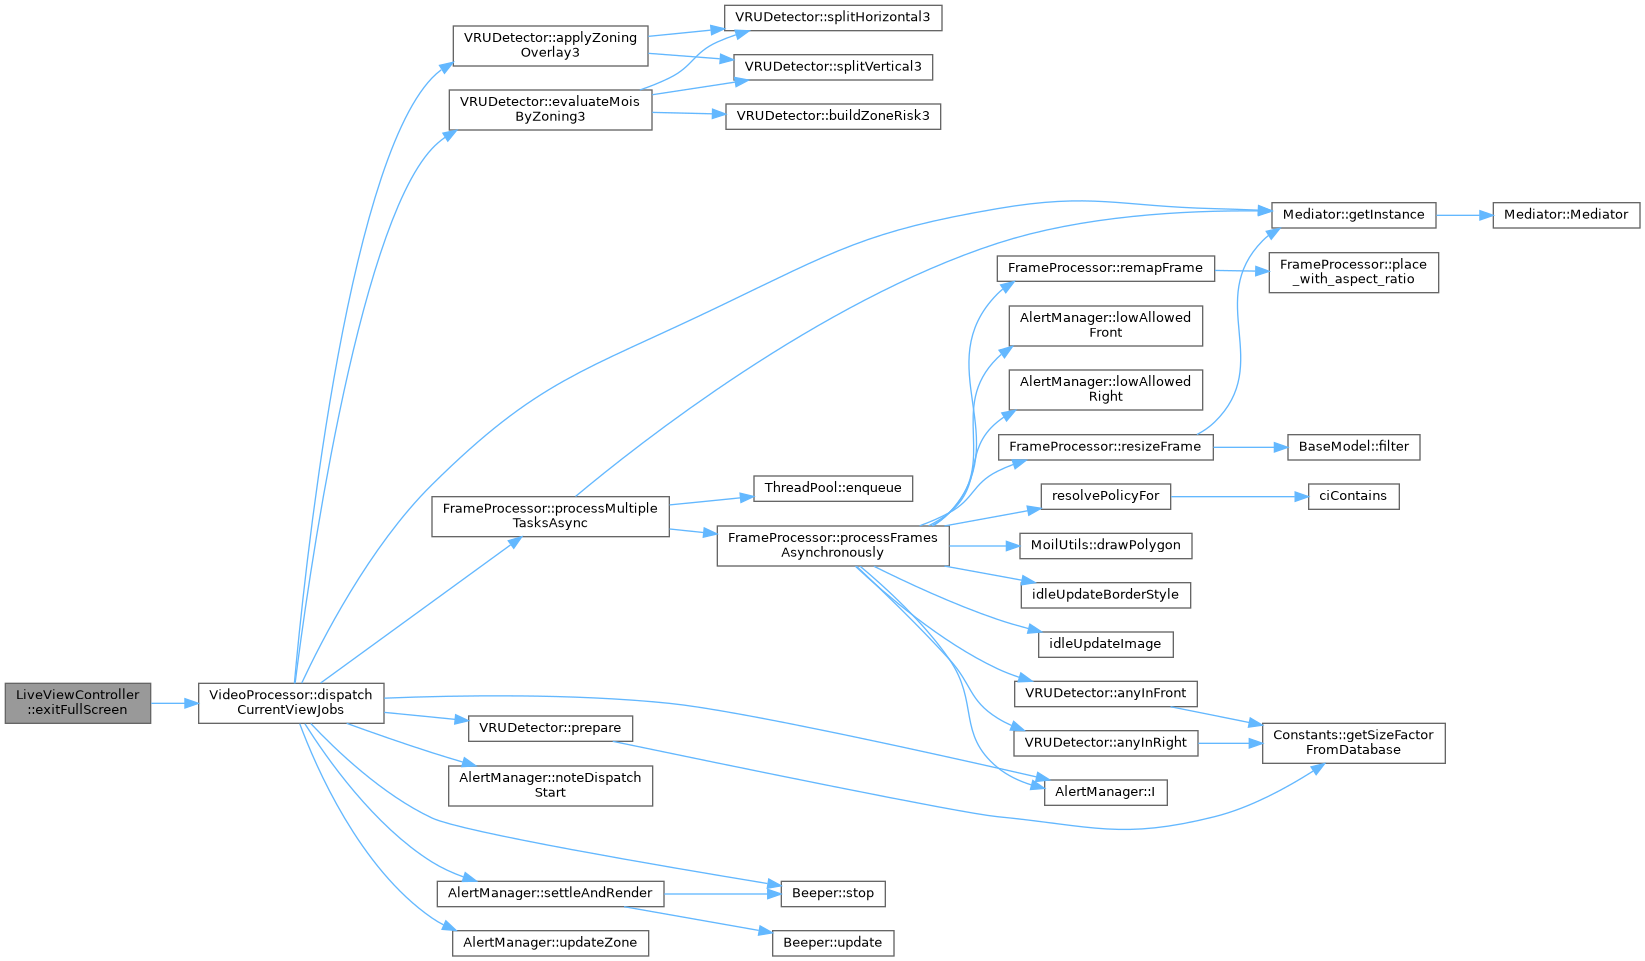 VRUDetector::splitHorizontal3
VRUDetector::applyZoning
Overlay3
VRUDetector::splitVertical3
VRUDetector::evaluateMois
ByZoning3
VRUDetector::buildZoneRisk3
Mediator::getInstance
Mediator::Mediator
FrameProcessor::remapFrame
FrameProcessor::place
_with_aspect_ratio
AlertManager::lowAllowed
Front
AlertManager::lowAllowed
Right
FrameProcessor::resizeFrame
BaseModel::filter
ThreadPool::enqueue
resolvePolicyFor
ciContains
FrameProcessor::processMultiple
TasksAsync
FrameProcessor::processFrames
Asynchronously
MoilUtils::drawPolygon
idleUpdateBorderStyle
idleUpdateImage
LiveViewController
::exitFullScreen
VideoProcessor::dispatch
CurrentViewJobs
VRUDetector::anyInFront
VRUDetector::prepare
VRUDetector::anyInRight
Constants::getSizeFactor
FromDatabase
AlertManager::noteDispatch
Start
AlertManager::I
AlertManager::settleAndRender
Beeper::stop
AlertManager::updateZone
Beeper::update